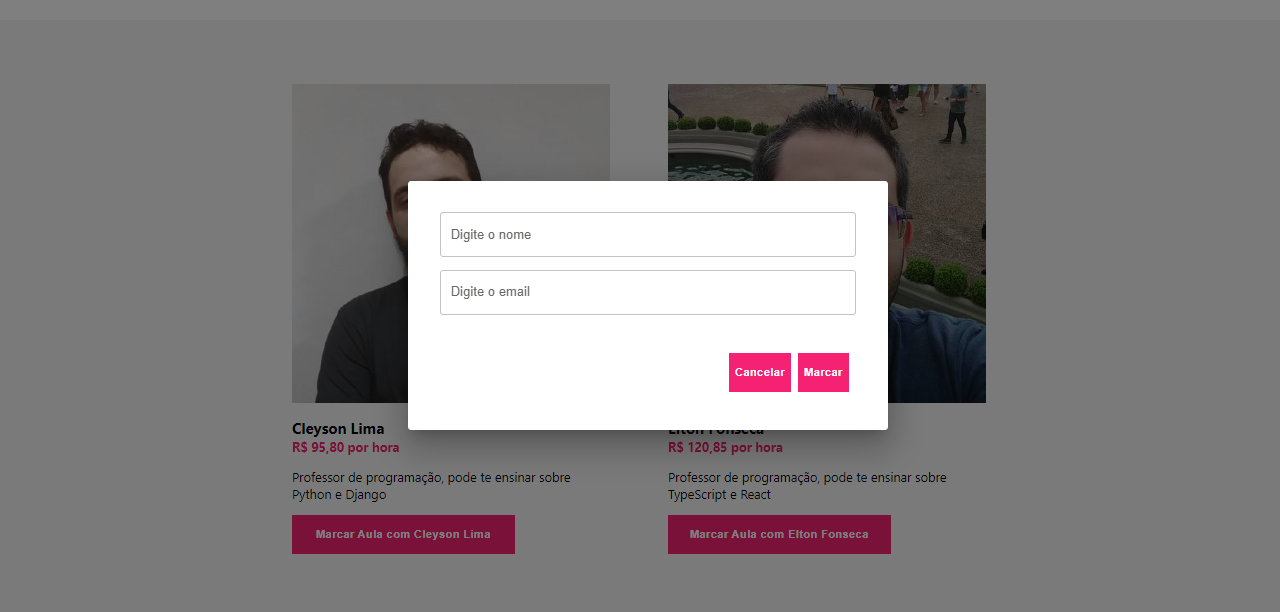 Digite o nome
Digite o email
Cancelar
Marcar
Cleyson Lima
R$ 95,80 por hora
Professor de programação, pode te ensinar sobre
Python e Django
Marcar Aula com Cleyson Lima
Elton Fonseca
R$ 120,85 por hora
Professor de programação, pode te ensinar sobre
TypeScript e React
Marcar Aula com Elton Fonseca